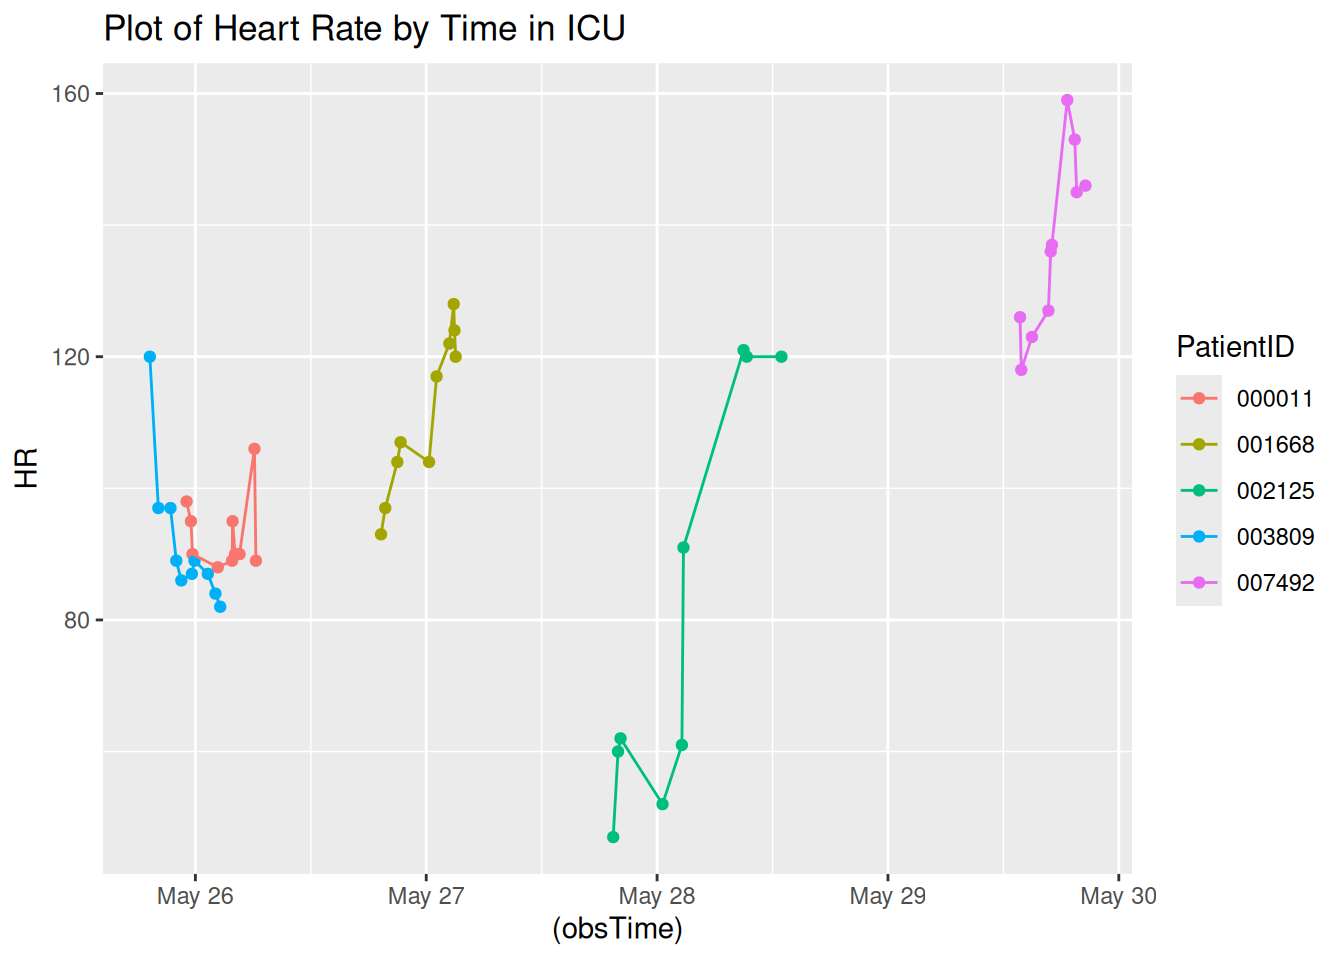 Plot of Heart Rate by Time in ICU
160
120
80
HR
May 26
May 27
May 28
May 29
May 30
(obsTime)
PatientID
000011
001668
002125
003809
007492